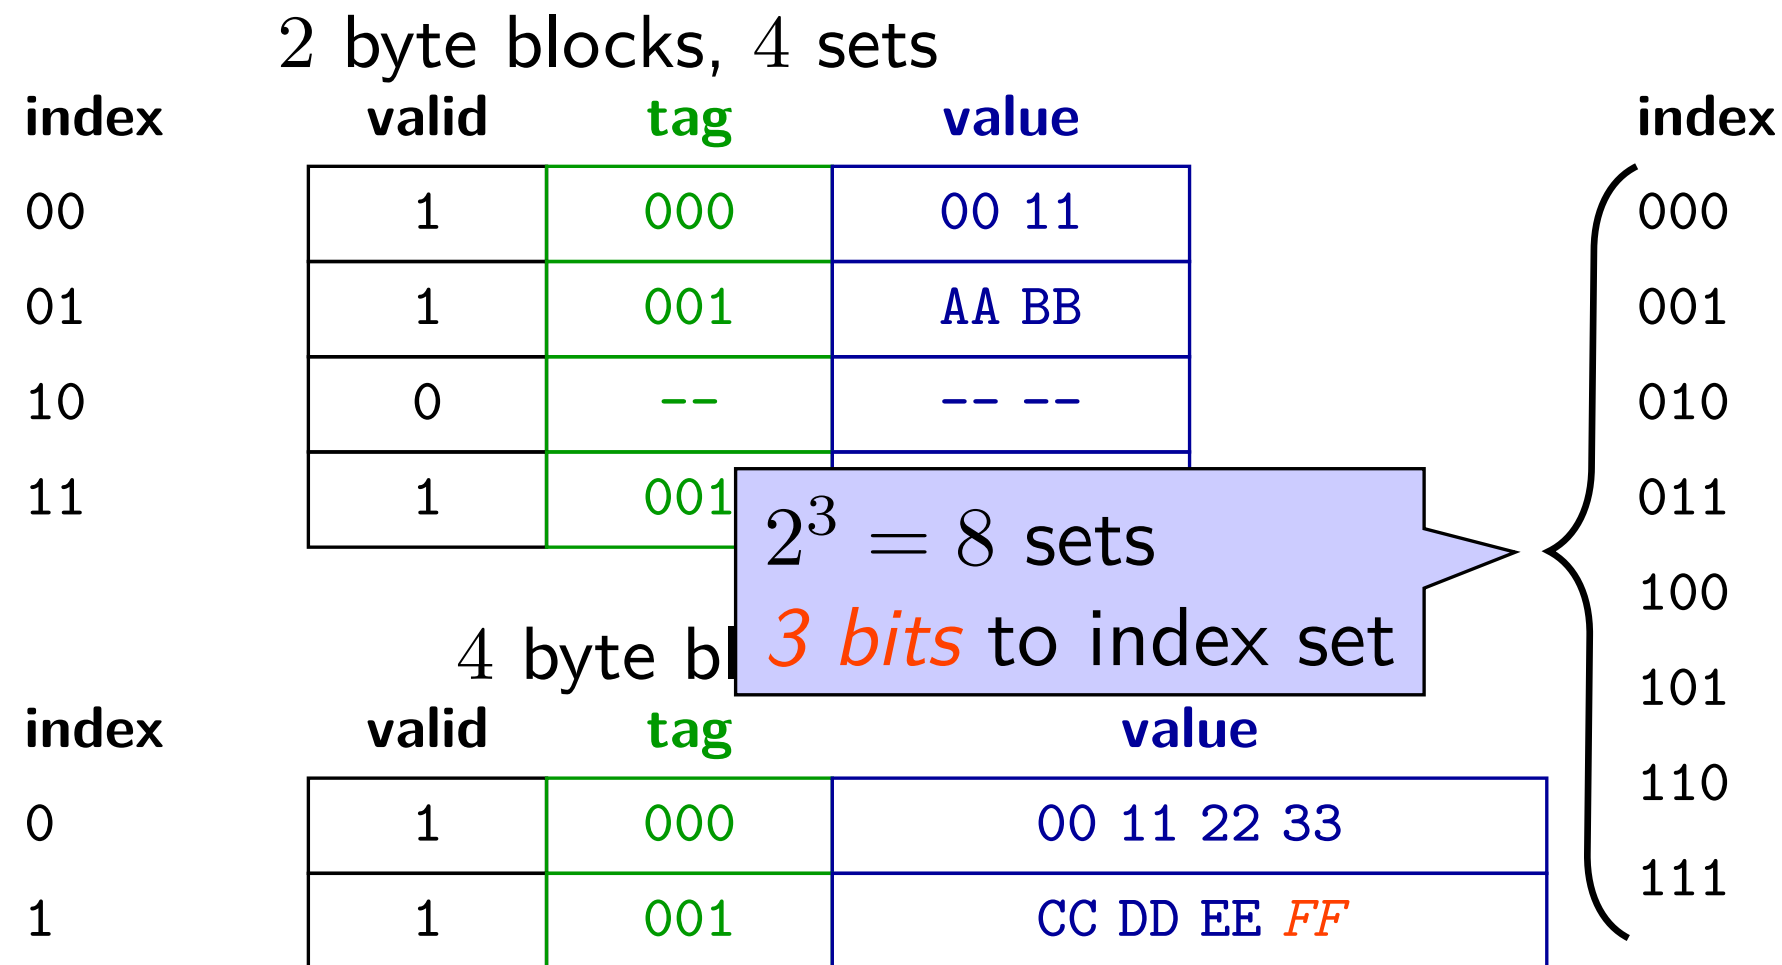 2 byte blocks, 4 sets
index valid tag value
00 1 000 00 11
01 1 001 AA BB
10 0 -- -- --
11 1 001
4 byte
index valid tag value
0 1 000 00 11 22 33
1 1 001 CC DD EE FF
2³ = 8 sets
3 bits to index set
index
000
001
010
011
100
101
110
111